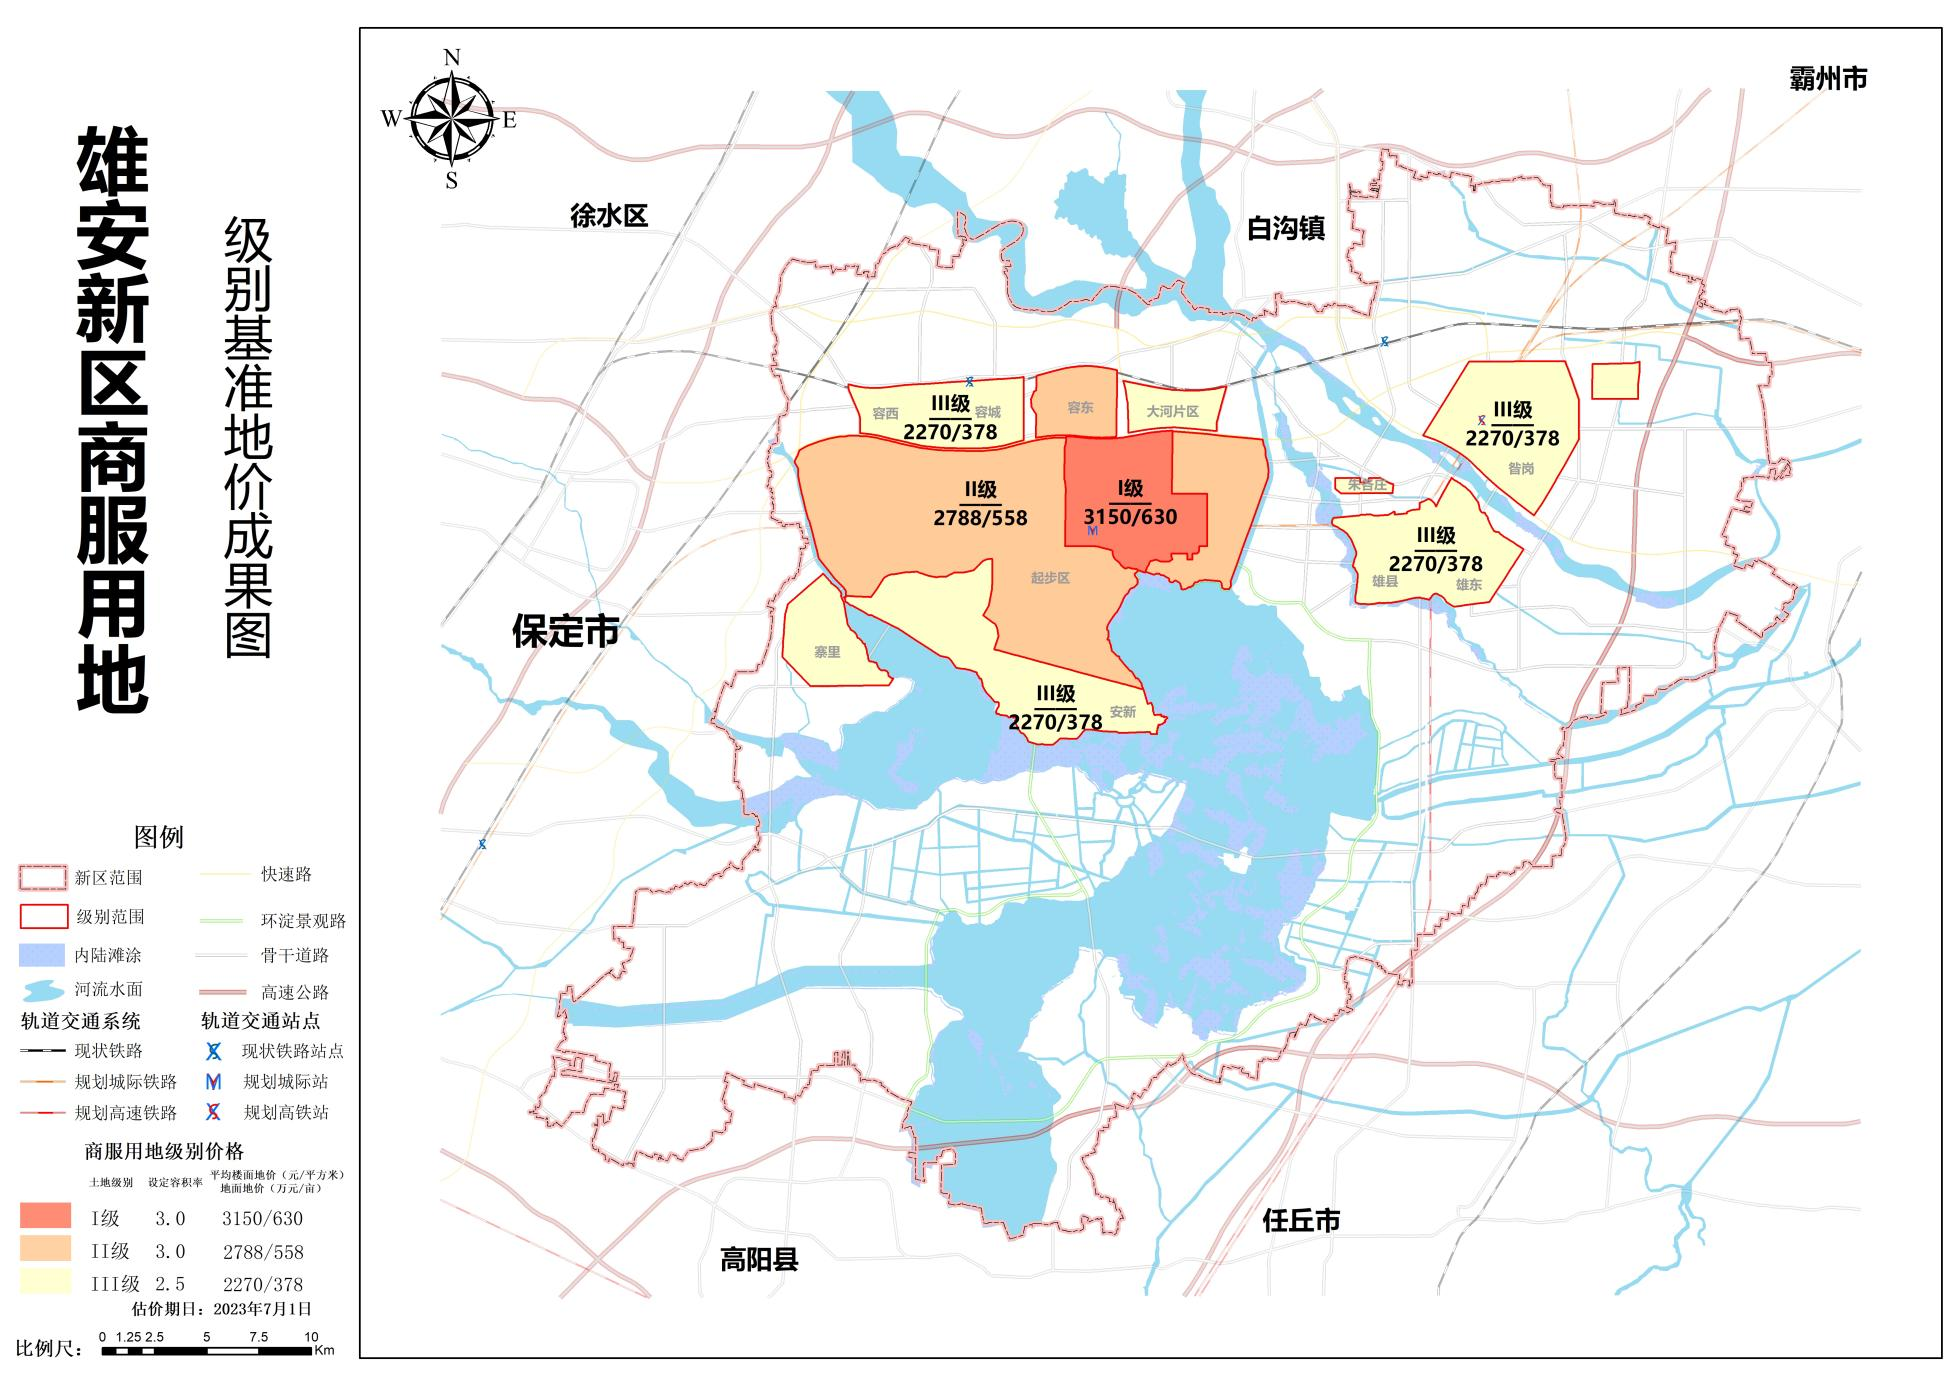 雄安新区商服用地
级别基准地价成果图
N
W
E
S
霸州市
徐水区
白沟镇
保定市
高阳县
任丘市
容西
III级
容城
2270/378
容东
大河片区
II级
2788/558
I级
3150/630
起步区
III级
2270/378
昝岗
朱各庄
III级
2270/378
雄县
雄东
寨里
III级
2270/378
安新
图例
新区范围
快速路
级别范围
环淀景观路
内陆滩涂
骨干道路
河流水面
高速公路
轨道交通系统
轨道交通站点
现状铁路
现状铁路站点
规划城际铁路
规划城际站
规划高速铁路
规划高铁站
商服用地级别价格
土地级别 设定容积率 平均楼面地价（元/平方米）
地面地价（万元/亩）
I级 3.0 3150/630
II级 3.0 2788/558
III级 2.5 2270/378
估价期日：2023年7月1日
比例尺：
0 1.25 2.5 5 7.5 10
Km